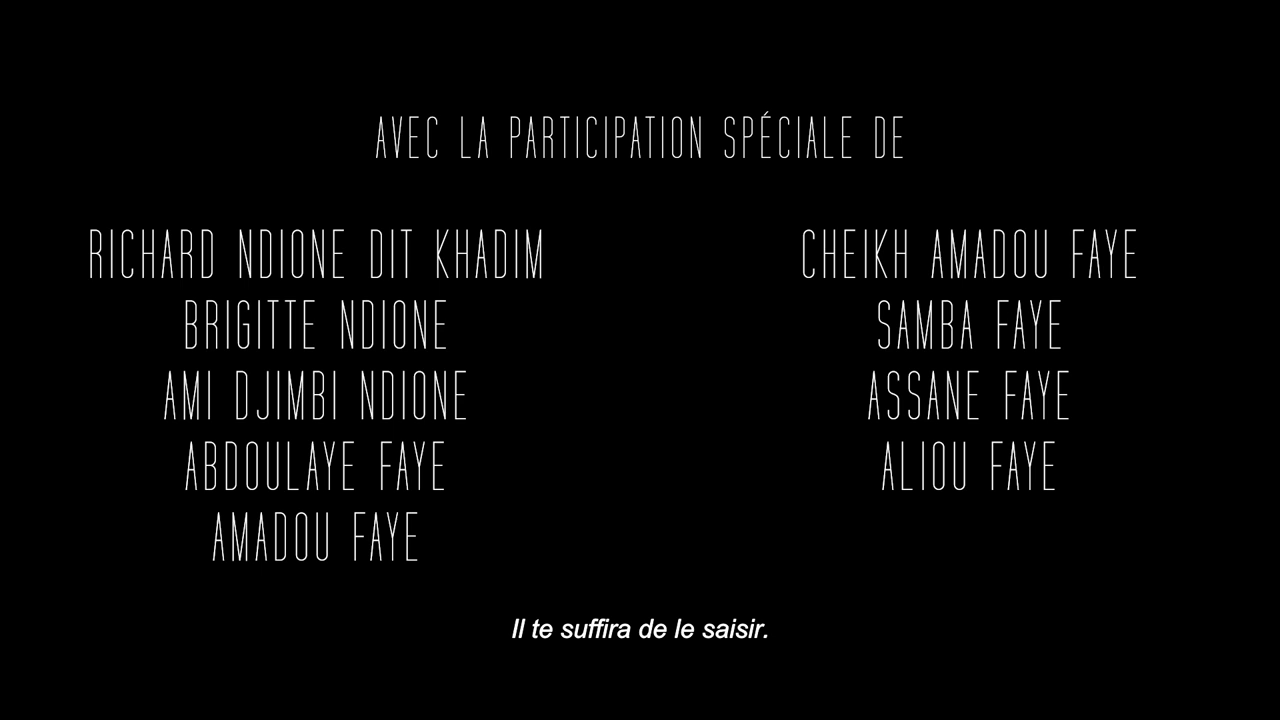 AVEC LA PARTICIPATION SPÉCIALE DE
RICHARD NDIONE DIT KHADIM
BRIGITTE NDIONE
AMI DJIMBI NDIONE
ABDOULAYE FAYE
AMADOU FAYE
CHEIKH AMADOU FAYE
SAMBA FAYE
ASSANE FAYE
ALIOU FAYE
Il te suffira de le saisir.